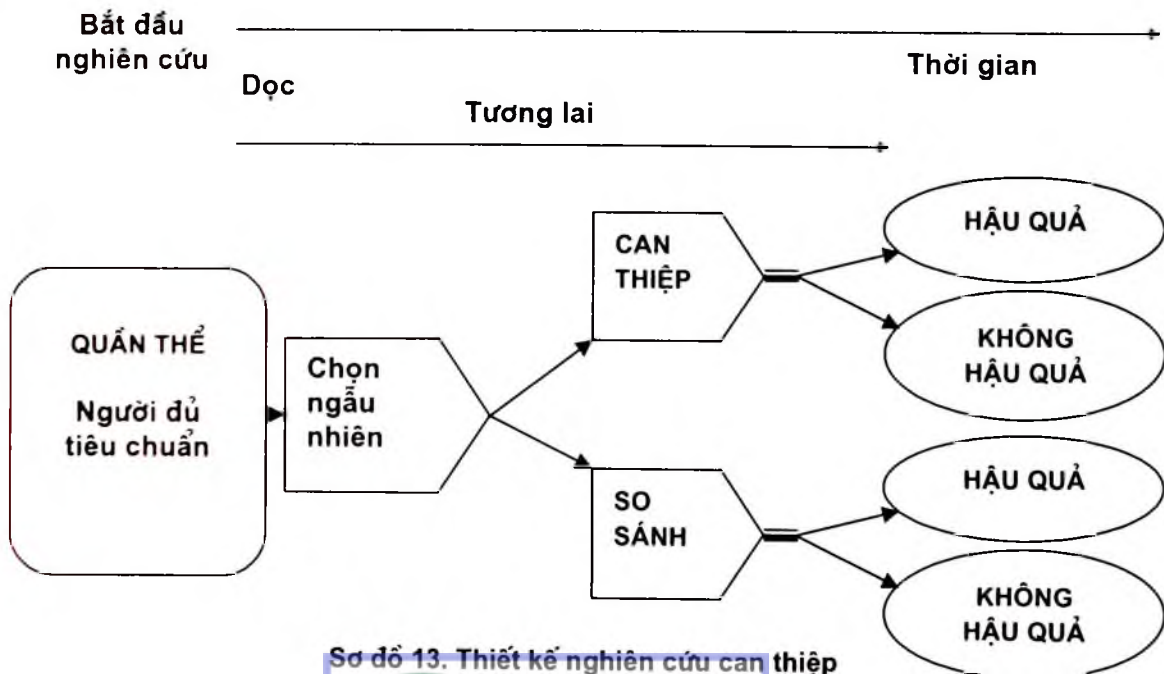 Bắt đầu
nghiên cứu
Thời gian
Dọc
Tương lai
QUẦN THỂ
Người đủ
tiêu chuẩn
Chọn
ngẫu
nhiên
CAN
THIỆP
HẬU QUẢ
KHÔNG
HẬU QUẢ
SO
SÁNH
HẬU QUẢ
KHÔNG
HẬU QUẢ
Sơ đồ 13. Thiết kế nghiên cứu can thiệp